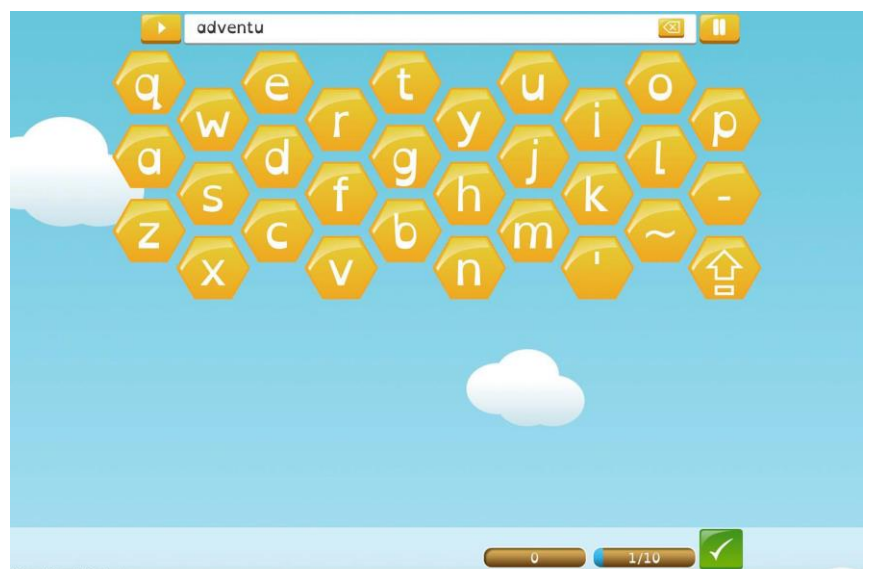 adventu
q e t u o
w r y i p
a d g j l
s f h k -
z c b m ~
x v n '
0 1/10